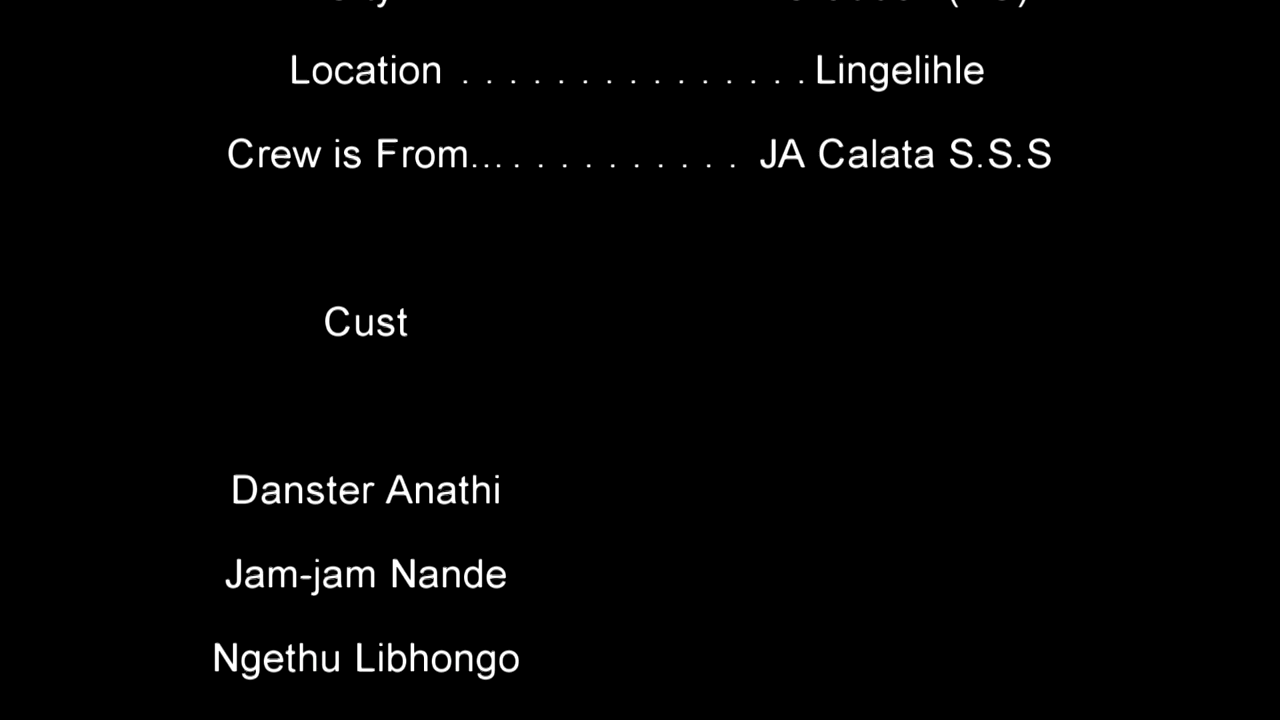 Location . . . . . . . . . . . . . . . Lingelihle
Crew is From... . . . . . . . . . . JA Calata S.S.S
Cust
Danster Anathi
Jam-jam Nande
Ngethu Libhongo